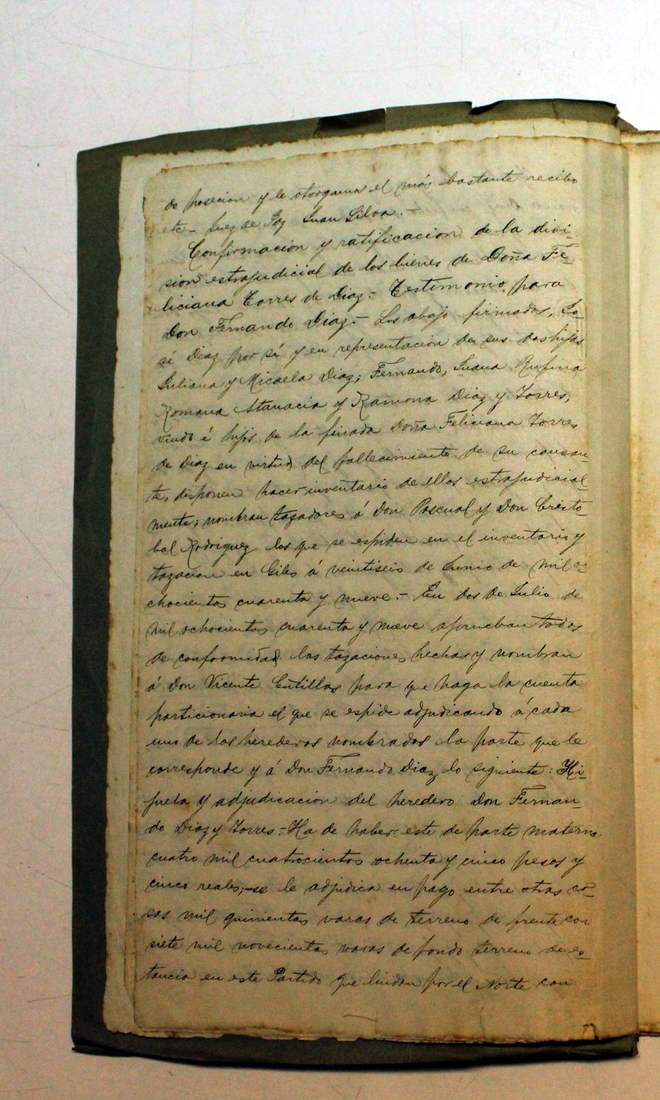 do posecion y le otorgamos el más bastante recibo
etc - Juez de Paz Juan Silva.-
Confirmacion y ratificacion de la divi-
sion estrajudicial de los bienes de Doña Fe-
liciana Torres de Diaz.- Testimonio, para
Don Fernando Diaz.- Los abajo firmados, Jo-
sé Diaz por sí y en representacion de sus dos hijas
Juliana y Micaela Diaz; Fernando, Juana Rufina
Romana Atanacia y Ramona Diaz y Torres,
viudo é hijos de la finada Doña Feliciana Torres
de Diaz en virtud del fallecimiento de su causan-
te, disponen hacer inventario de ellos estrajudicial
mente, nombran tazadores á Don Pascual y Don Cristo-
bal Rodriguez los que se espiden en el inventario y
tazacion en Giles á veintiseis de Junio de mil o-
chocientos cuarenta y nueve.- En dos de Julio de
mil ochocientos cuarenta y nueve aprueban todos
de conformidad las tazaciones hechas y nombran
á Don Vicente Cutillas para que haga la cuenta
particionaria el que se espide adjudicando á cada
uno de los herederos nombrados la parte que le
corresponde y á Don Fernando Diaz lo siguiente: Hi-
juela y adjudicacion del heredero Don Fernan-
do Diaz y Torres.- Ha de haber este de parte materna
cuatro mil cuatrocientos ochenta y cinco pesos y
cinco reales, se le adjudica en pago entre otras co-
sas mil quinientas varas de terreno de frente con
siete mil novecientas varas de fondo terreno de es-
tancia en este Partido que lindan por el Norte con